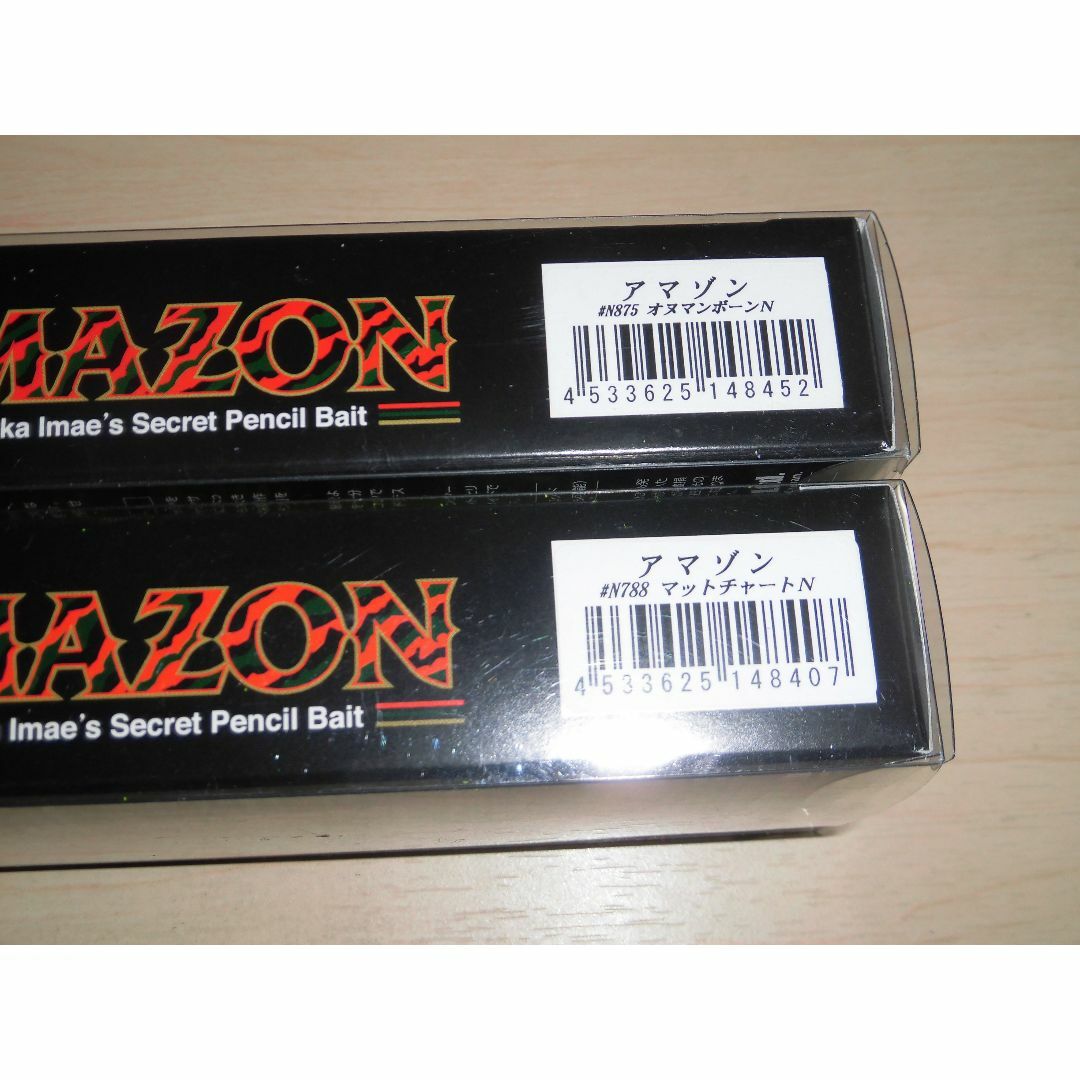 MAZON
ka Imae's Secret Pencil Bait
アマゾン
#N875 オヌマンボーンN
4 533625 148452
MAZON
Imae's Secret Pencil Bait
アマゾン
#N788 マットチャートN
4 533625 148407